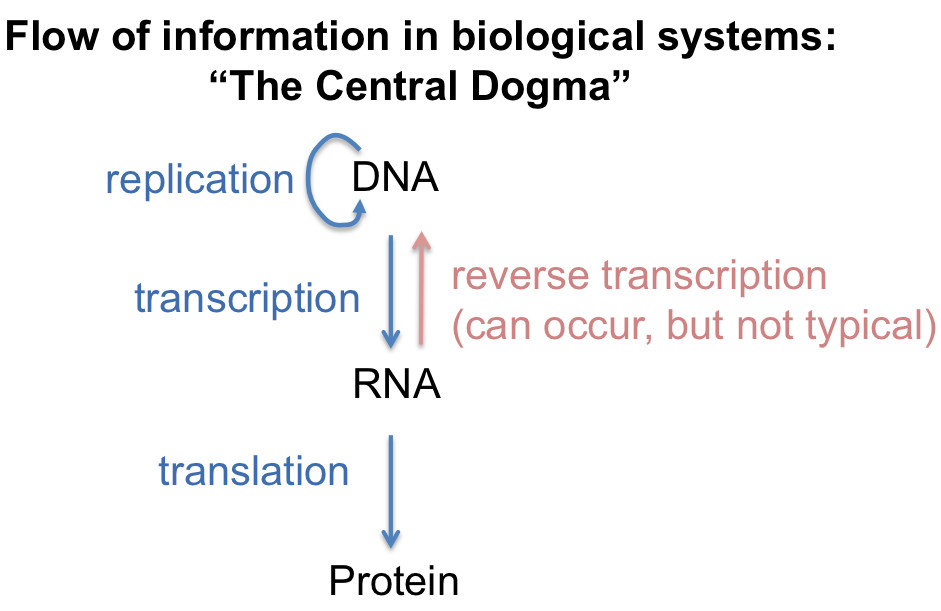 Flow of information in biological systems:
“The Central Dogma”
replication
DNA
transcription
reverse transcription
(can occur, but not typical)
RNA
translation
Protein